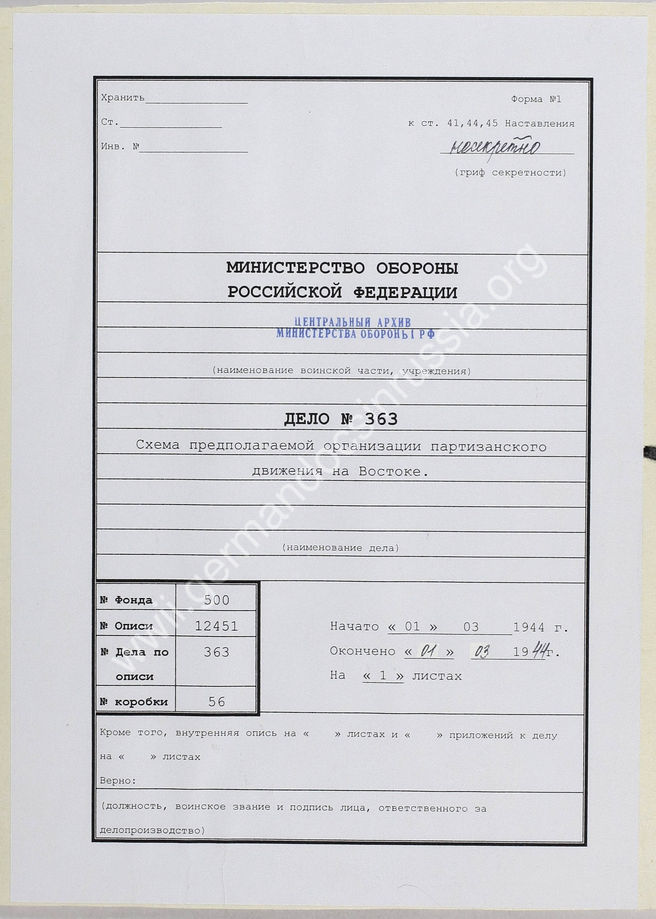 Хранить
Форма №1
Ст.
к ст. 41,44,45 Наставления
Инв. №
несекретно
(гриф секретности)
МИНИСТЕРСТВО ОБОРОНЫ
РОССИЙСКОЙ ФЕДЕРАЦИИ
ЦЕНТРАЛЬНЫЙ АРХИВ
МИНИСТЕРСТВА ОБОРОНЫ РФ
(наименование воинской части, учреждения)
ДЕЛО № 363
Схема предполагаемой организации партизанского
движения на Востоке.
(наименование дела)
№ Фонда 500
№ Описи 12451
№ Дела по описи 363
№ коробки 56
Начато « 01 » 03 1944 г.
Окончено « 01 » 03 1944г.
На « 1 » листах
Кроме того, внутренняя опись на « » листах и « » приложений к делу
на « » листах
Верно:
(должность, воинское звание и подпись лица, ответственного за
делопроизводство)
www.germandocsinrussia.org